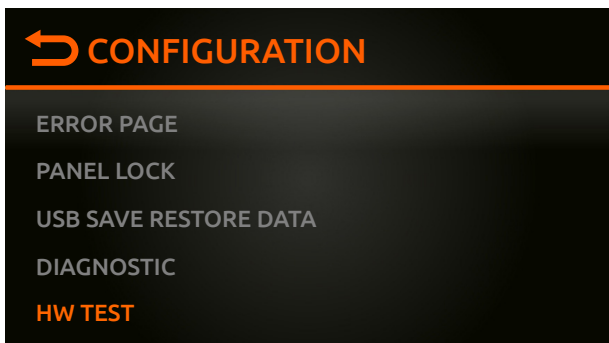 CONFIGURATION
ERROR PAGE
PANEL LOCK
USB SAVE RESTORE DATA
DIAGNOSTIC
HW TEST